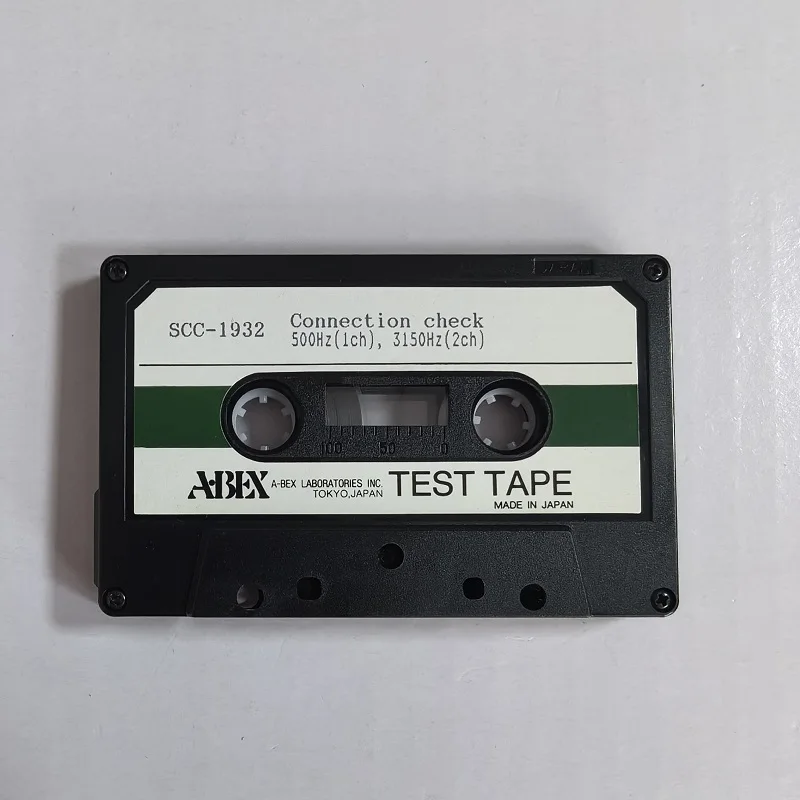 SCC-1932 Connection check
500Hz(1ch), 3150Hz(2ch)
100 50 0
A·BEX A-BEX LABORATORIES INC. TEST TAPE
TOKYO,JAPAN
MADE IN JAPAN